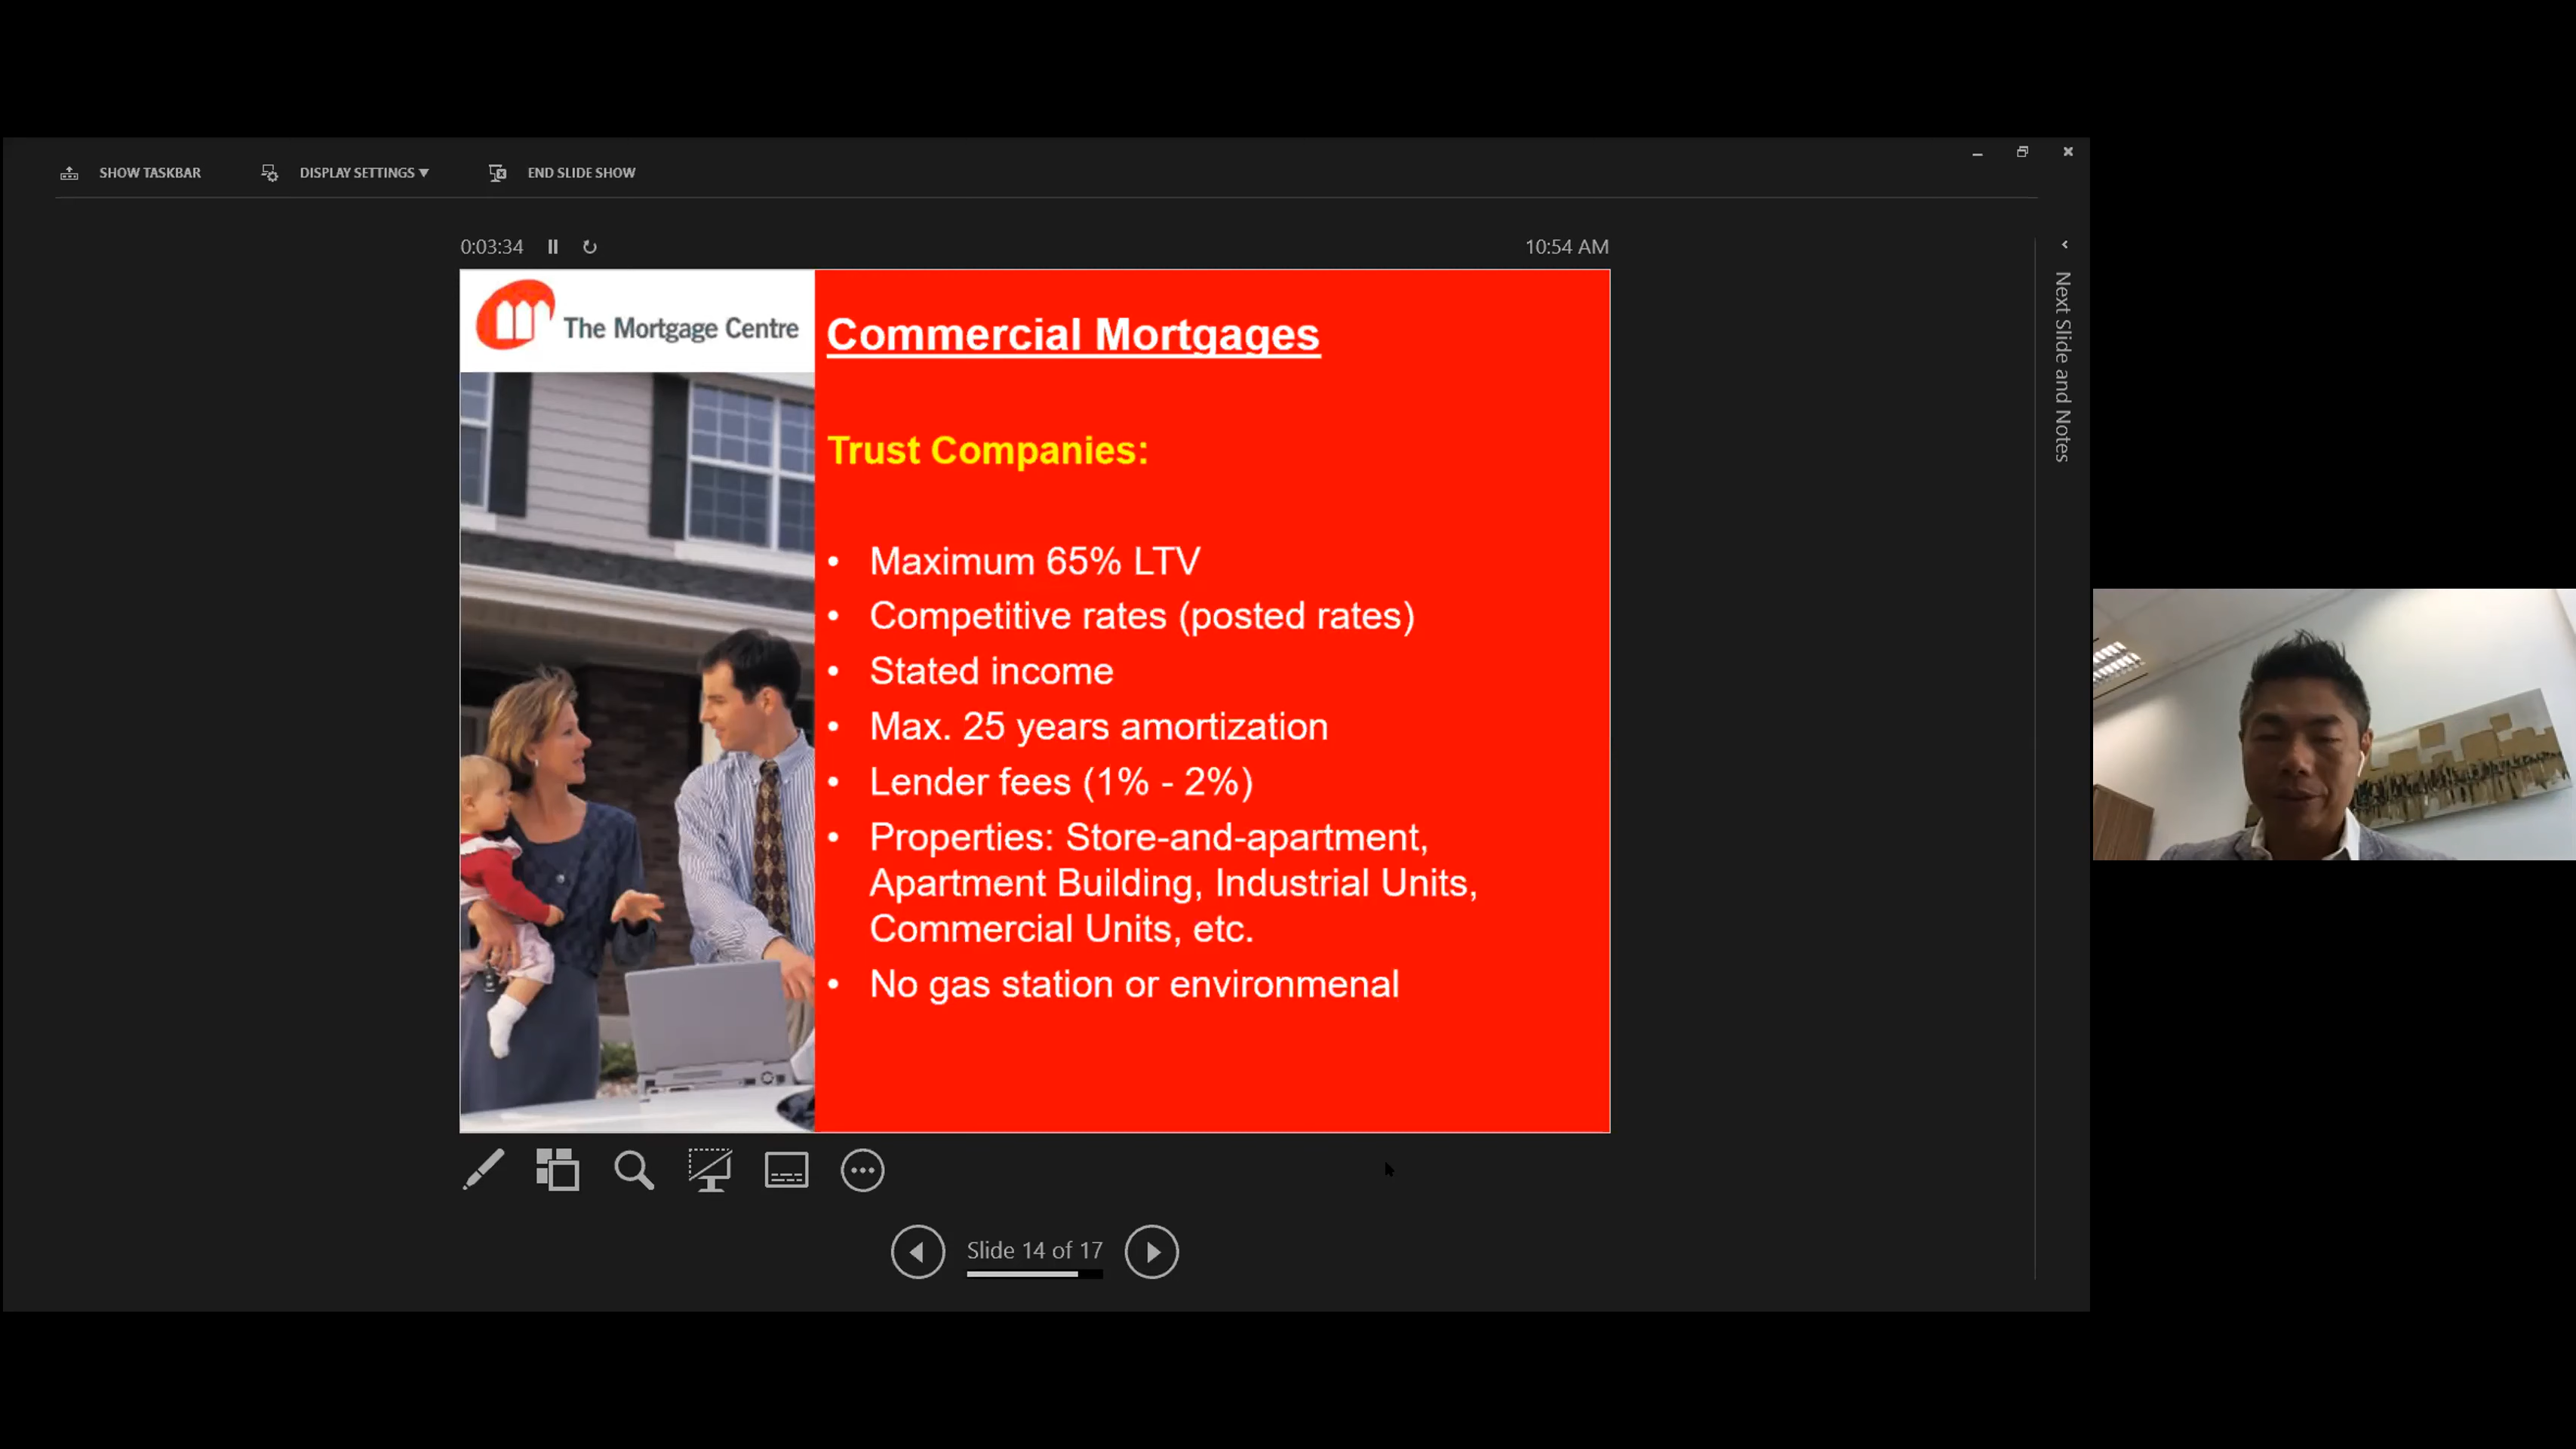 SHOW TASKBAR
DISPLAY SETTINGS ▼
END SLIDE SHOW
0:03:34
10:54 AM
The Mortgage Centre
Commercial Mortgages
Trust Companies:
• Maximum 65% LTV
• Competitive rates (posted rates)
• Stated income
• Max. 25 years amortization
• Lender fees (1% - 2%)
• Properties: Store-and-apartment,
Apartment Building, Industrial Units,
Commercial Units, etc.
• No gas station or environmenal
Slide 14 of 17
Next Slide and Notes